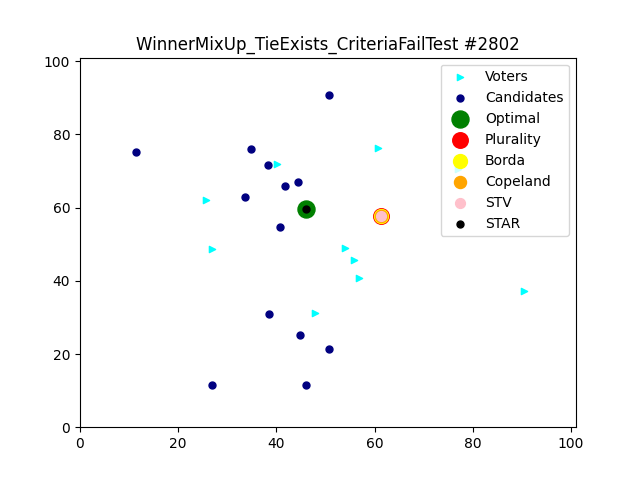 WinnerMixUp_TieExists_CriteriaFailTest #2802
100
80
60
40
20
0
0 20 40 60 80 100
Voters
Candidates
Optimal
Plurality
Borda
Copeland
STV
STAR